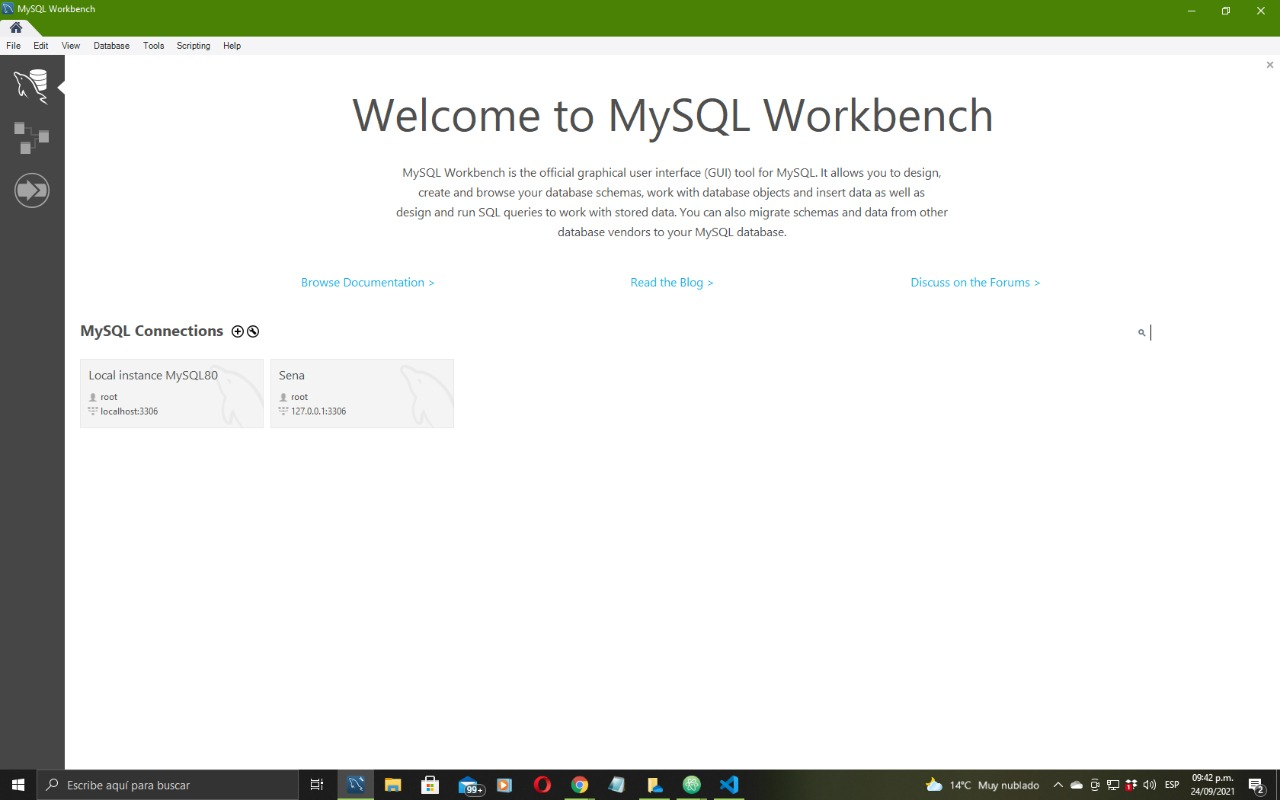 MySQL Workbench
File Edit View Database Tools Scripting Help
Welcome to MySQL Workbench
MySQL Workbench is the official graphical user interface (GUI) tool for MySQL. It allows you to design,
create and browse your database schemas, work with database objects and insert data as well as
design and run SQL queries to work with stored data. You can also migrate schemas and data from other
database vendors to your MySQL database.
Browse Documentation > Read the Blog > Discuss on the Forums >
MySQL Connections
Local instance MySQL80
root
localhost:3306
Sena
root
127.0.0.1:3306
Escribe aquí para buscar
99+
14°C Muy nublado
ESP
09:42 p.m.
24/09/2021
2